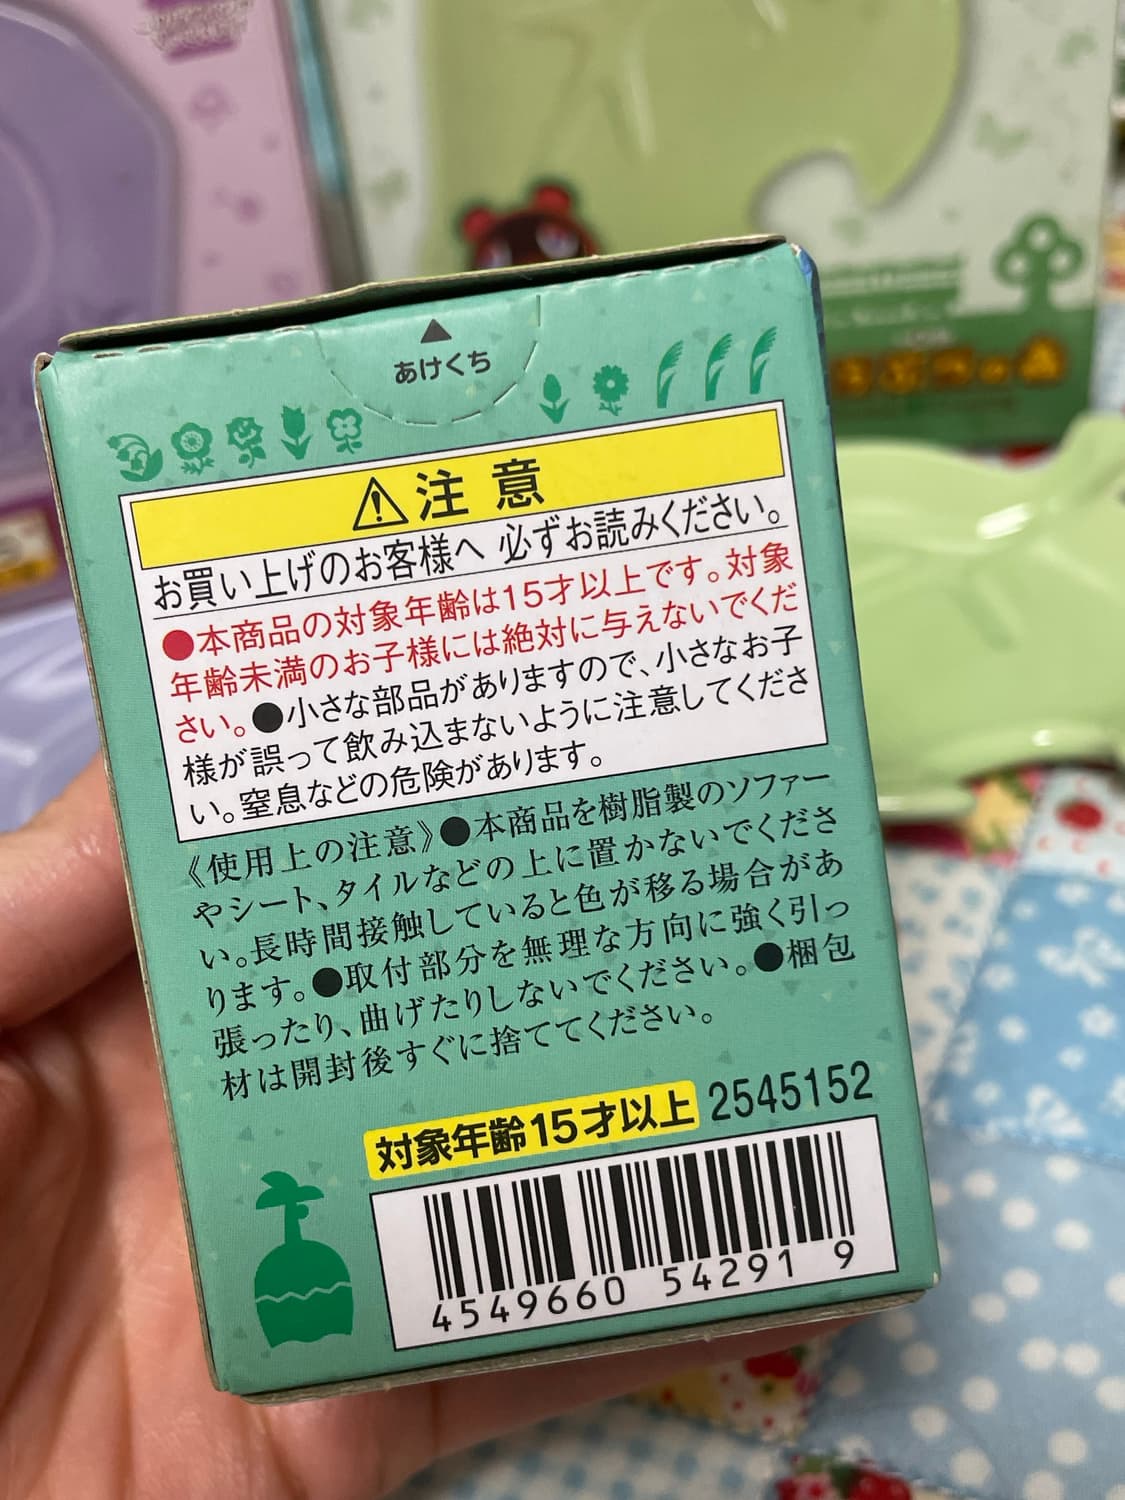 あけくち
⚠注意
お買い上げのお客様へ 必ずお読みください。
●本商品の対象年齢は15才以上です。対象
年齢未満のお子様には絶対に与えないでくだ
さい。●小さな部品がありますので、小さなお子
様が誤って飲み込まないように注意してくださ
い。窒息などの危険があります。
《使用上の注意》●本商品を樹脂製のソファー
やシート、タイルなどの上に置かないでくださ
い。長時間接触していると色が移る場合があ
ります。●取付部分を無理な方向に強く引っ
張ったり、曲げたりしないでください。●梱包
材は開封後すぐに捨ててください。
対象年齢15才以上 2545152
4549660 54291 9